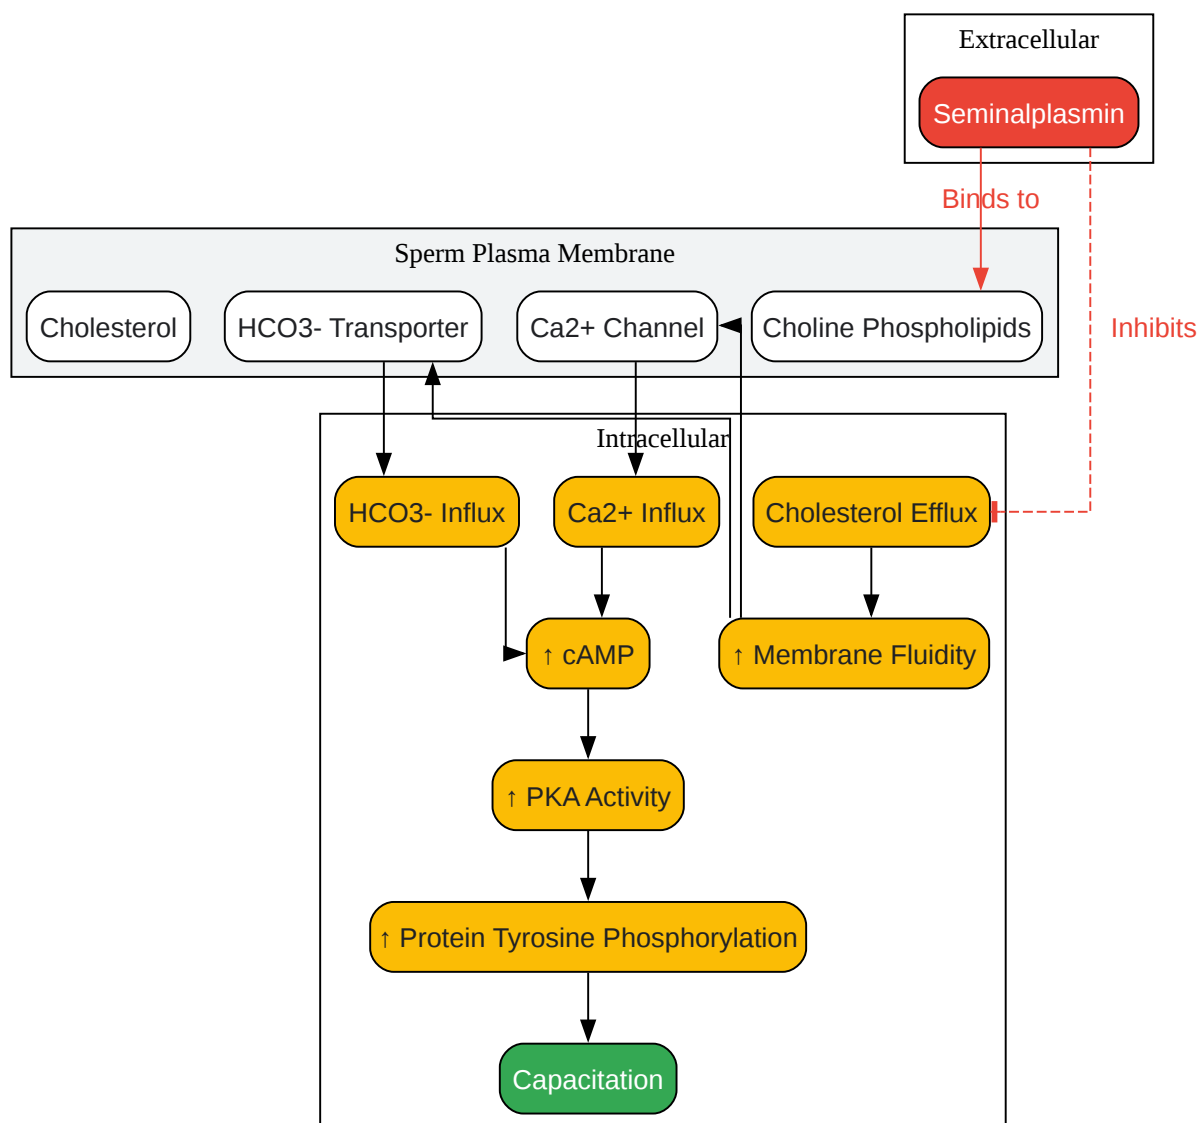 Extracellular
Seminalplasmin
Binds to
Sperm Plasma Membrane
Cholesterol
HCO3- Transporter
Ca2+ Channel
Choline Phospholipids
Inhibits
Intracellular
HCO3- Influx
Ca2+ Influx
Cholesterol Efflux
↑ cAMP
↑ Membrane Fluidity
↑ PKA Activity
↑ Protein Tyrosine Phosphorylation
Capacitation